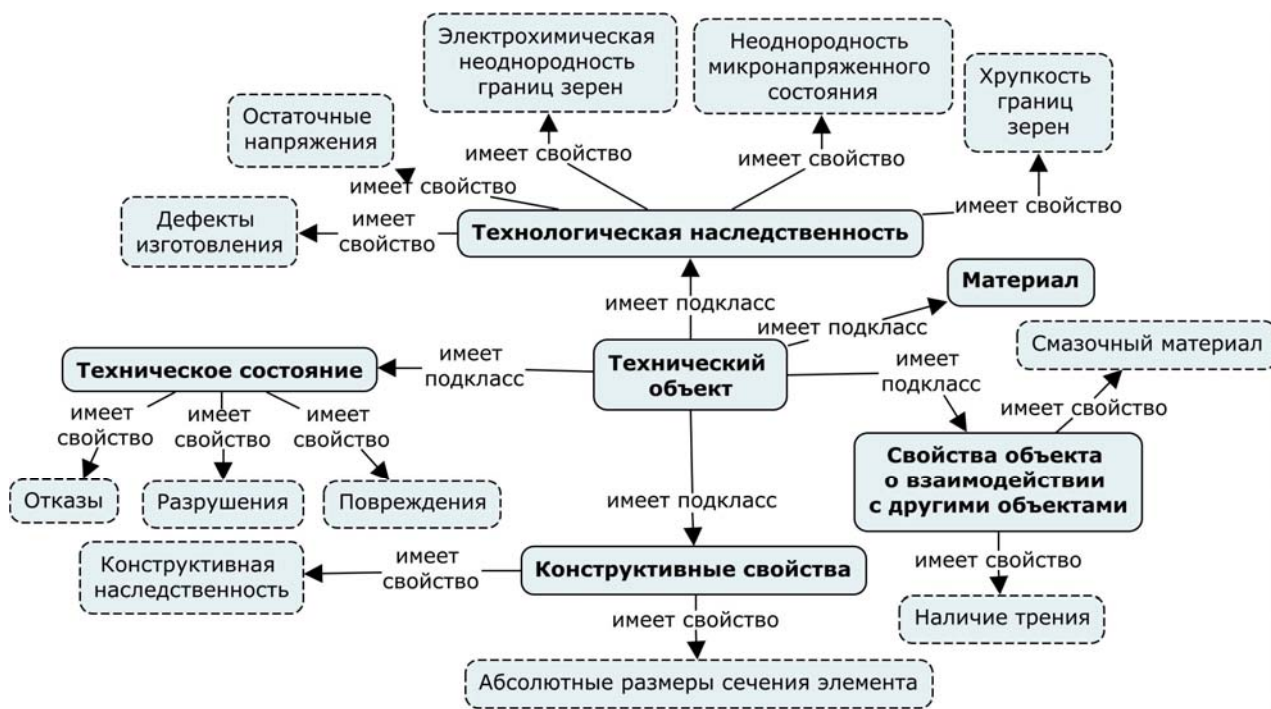 Электрохимическая
неоднородность
границ зерен
Неоднородность
микронапряженного
состояния
Хрупкость
границ
зерен
Остаточные
напряжения
имеет свойство
имеет свойство
имеет свойство
имеет свойство
Дефекты
изготовления
имеет
свойство
Технологическая наследственность
имеет подкласс
Материал
имеет подкласс
Техническое состояние
имеет
подкласс
Технический
объект
имеет
подкласс
Смазочный материал
имеет свойство
имеет
свойство
имеет
свойство
имеет
свойство
Свойства объекта
о взаимодействии
с другими объектами
Отказы
Разрушения
Повреждения
имеет подкласс
Конструктивная
наследственность
имеет
свойство
Конструктивные свойства
имеет свойство
Наличие трения
имеет свойство
Абсолютные размеры сечения элемента